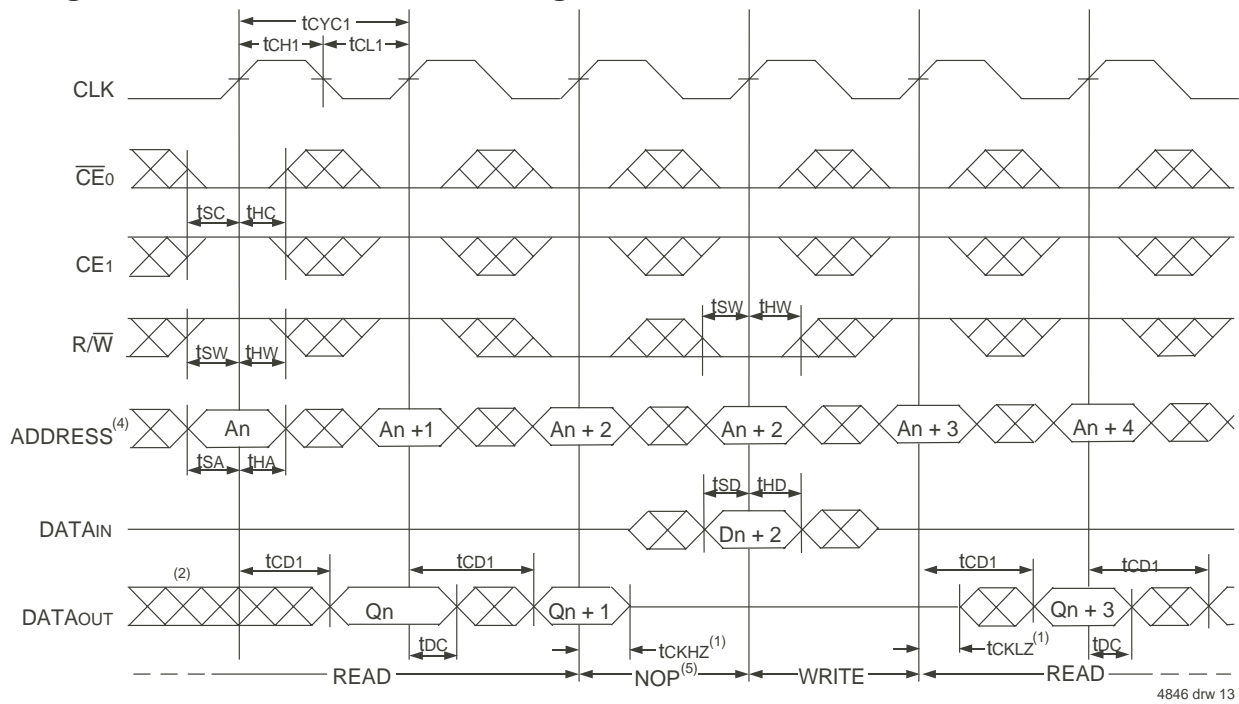 tCYC1
tCH1 tCL1
CLK
CE0
tSC tHC
CE1
tSW tHW
R/W
tSW tHW
ADDRESS(4) An An +1 An + 2 An + 2 An + 3 An + 4
tSA tHA
tSD tHD
DATAIN Dn + 2
tCD1 tCD1 tCD1 tCD1
(2)
DATAOUT Qn Qn + 1 Qn + 3
tDC tCKHZ(1) tCKLZ(1) tDC
READ NOP(5) WRITE READ
4846 drw 13